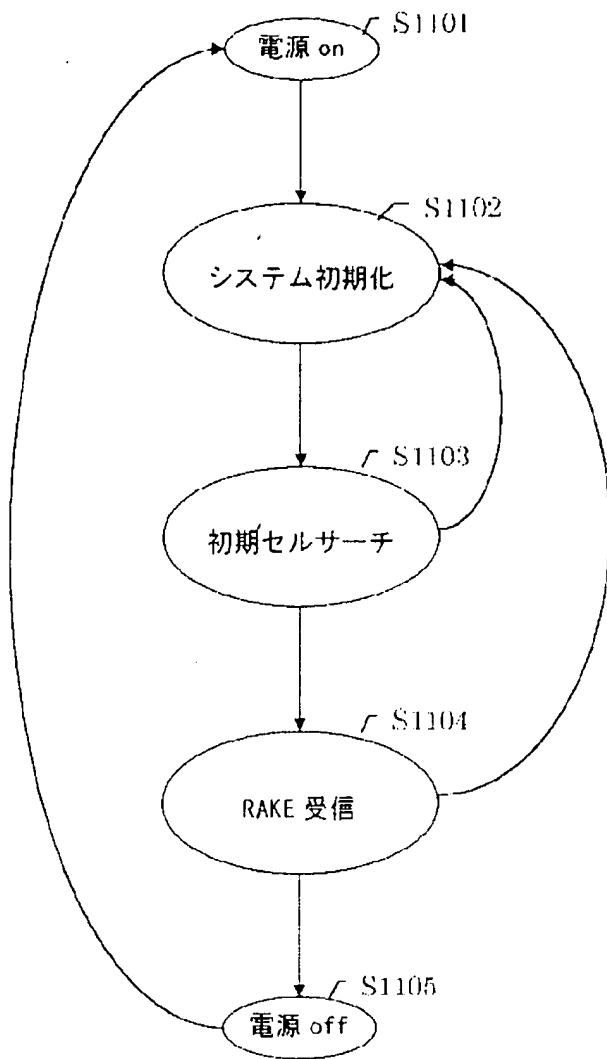 S1101
電源 on
S1102
システム初期化
S1103
初期セルサーチ
S1104
RAKE 受信
S1105
電源 off